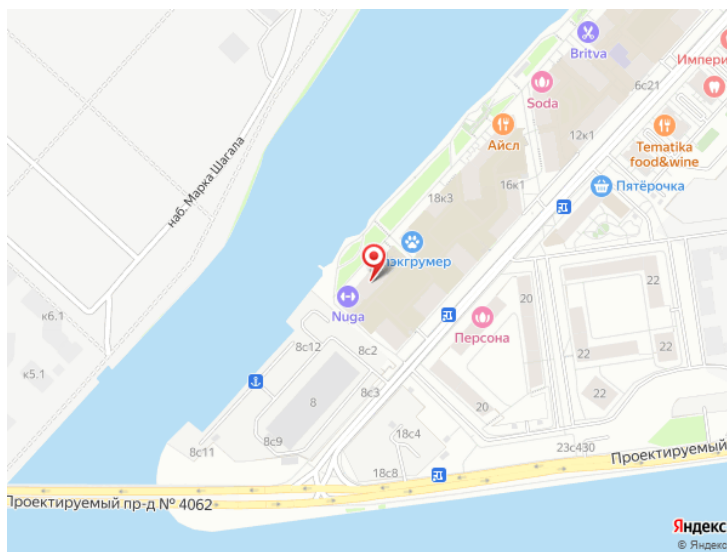 Britva
Импери
6с21
Soda
Айсл
12к1
Tematika
food&wine
16к1
Пятёрочка
наб. Марка Шагала
18к3
лэкгрумер
Nuga
20
Персона
22
к6.1
8с12
8с2
к5.1
8с3
8
22
22
20
8с9
8с11
18с4
23с430
18с8
Проектируемый
Проектируемый пр-д № 4062
Яндекс
© Яндекс